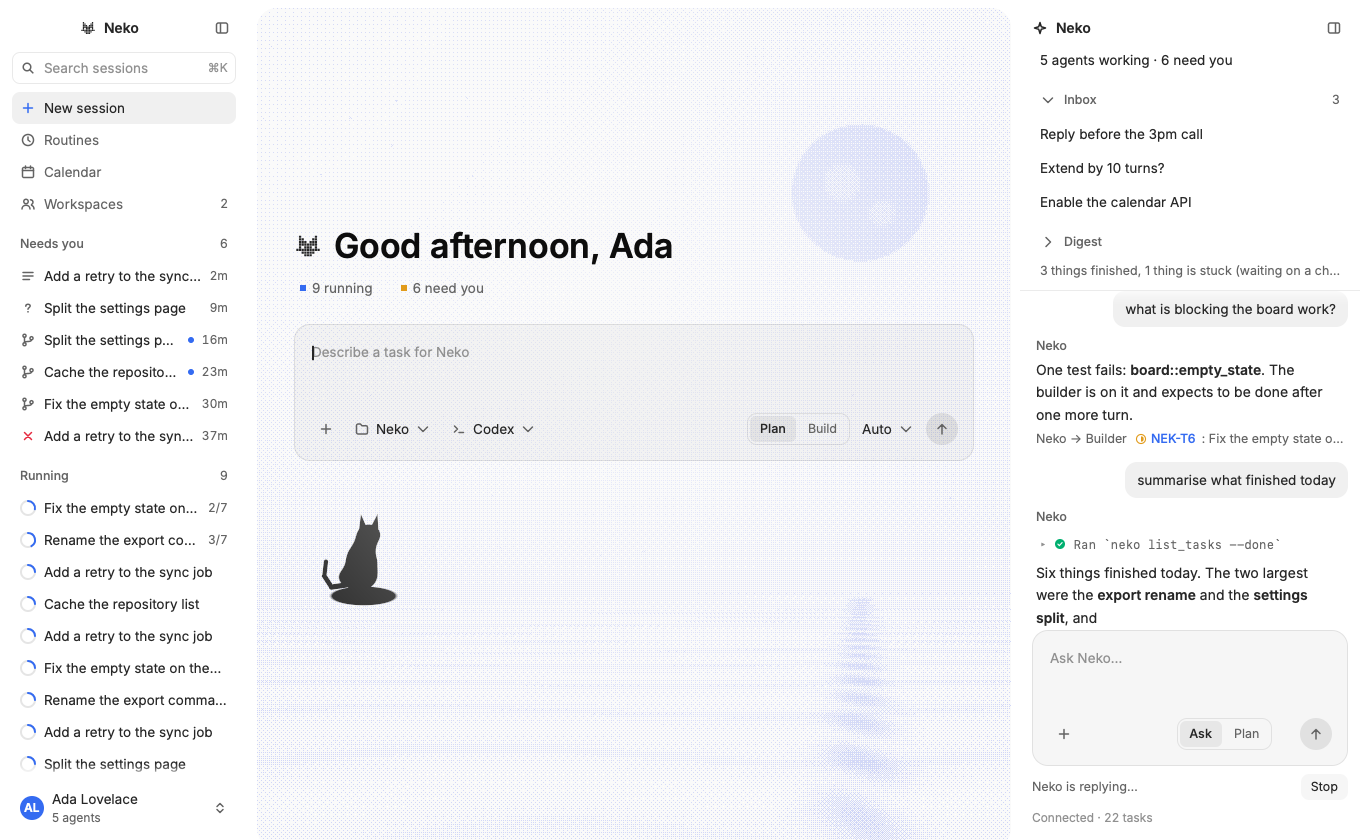 Neko
Search sessions ⌘K
New session
Routines
Calendar
Workspaces 2
Needs you 6
Add a retry to the sync... 2m
? Split the settings page 9m
Split the settings p... 16m
Cache the reposito... 23m
Fix the empty state o... 30m
Add a retry to the syn... 37m
Running 9
Fix the empty state on... 2/7
Rename the export co... 3/7
Add a retry to the sync job
Cache the repository list
Add a retry to the sync job
Fix the empty state on the...
Rename the export comma...
Add a retry to the sync job
Split the settings page
AL Ada Lovelace
5 agents
Good afternoon, Ada
9 running 6 need you
Describe a task for Neko
Neko Codex Plan Build Auto
Neko
5 agents working · 6 need you
Inbox 3
Reply before the 3pm call
Extend by 10 turns?
Enable the calendar API
Digest
3 things finished, 1 thing is stuck (waiting on a ch...
what is blocking the board work?
Neko
One test fails: board::empty_state. The
builder is on it and expects to be done after
one more turn.
Neko → Builder NEK-T6 : Fix the empty state o...
summarise what finished today
Neko
Ran `neko list_tasks --done`
Six things finished today. The two largest
were the export rename and the settings
split, and
Ask Neko...
Ask Plan
Neko is replying... Stop
Connected · 22 tasks